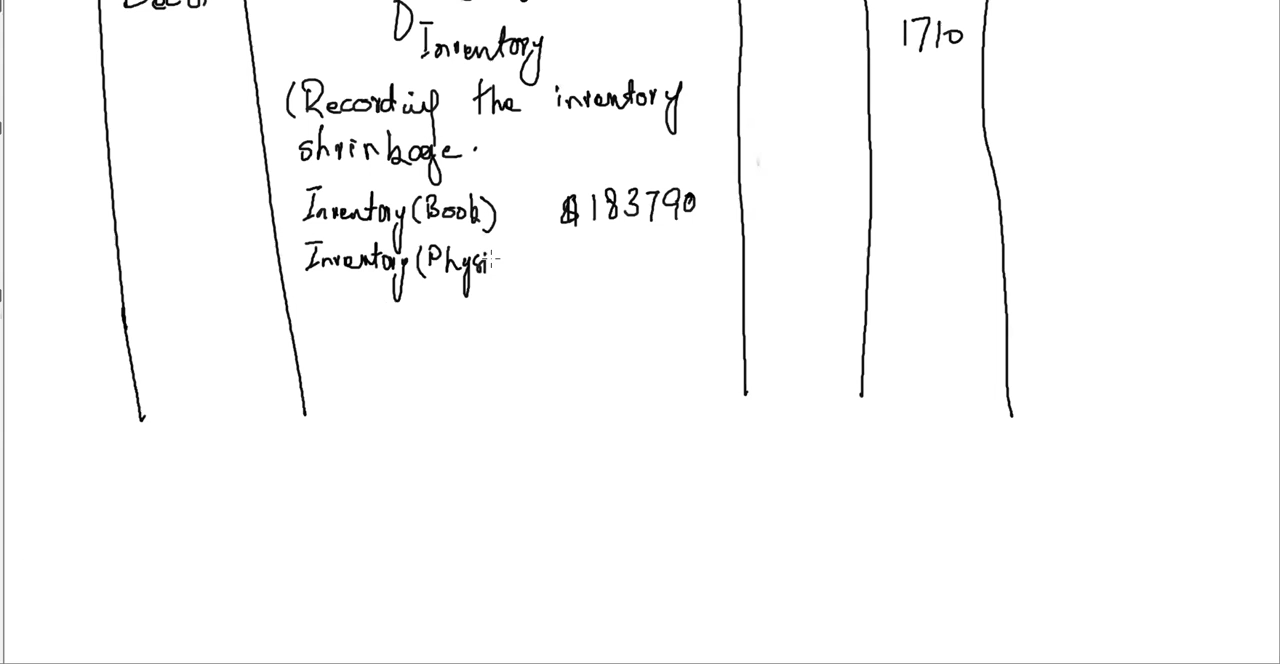 D
Inventory 1710
(Recording the inventory
shrinkage.
Inventory (Book) $183790
Inventory (Physi